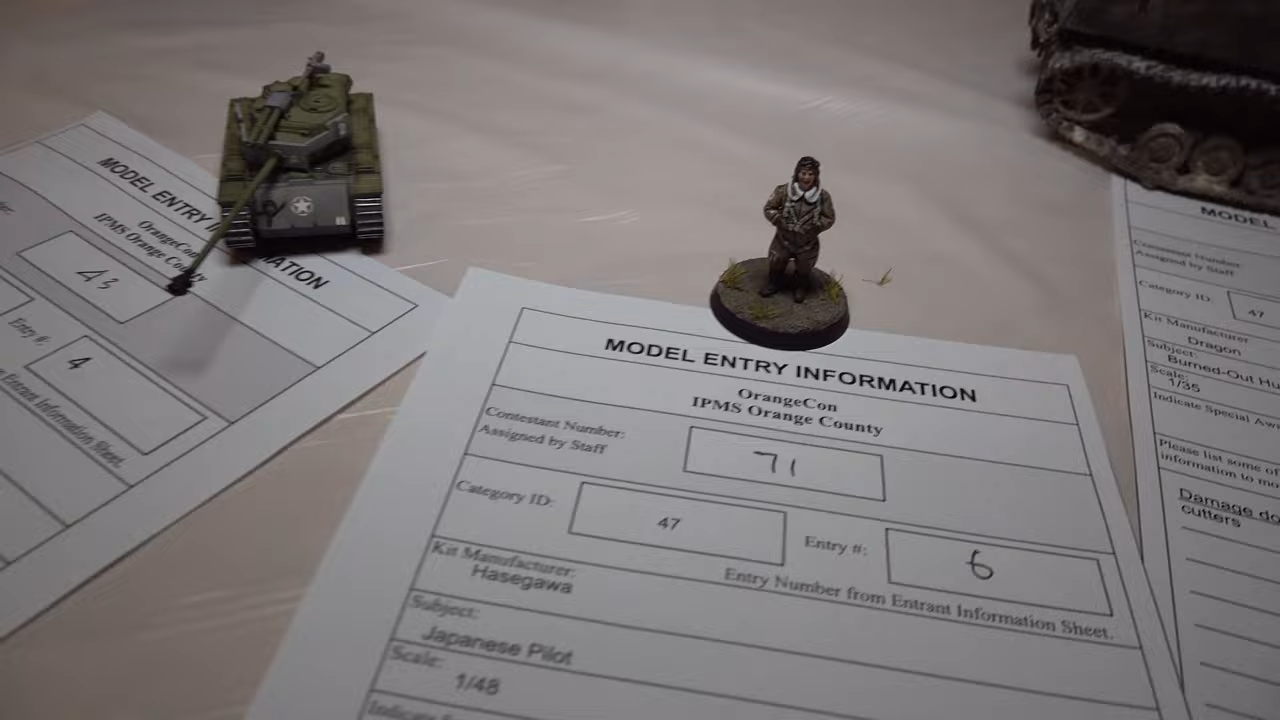 MODEL ENTRY
MATION
OrangeCon
IPMS Orange County
43
Entry #:
4
Entrant Information Sheet.
MODEL ENTRY INFORMATION
OrangeCon
IPMS Orange County
Contestant Number:
Assigned by Staff
71
Category ID:
47
Entry #:
6
Entry Number from Entrant Information Sheet.
Kit Manufacturer:
Hasegawa
Subject:
Japanese Pilot
Scale:
1/48
MODEL
Contestant Number
Assigned by Staff
Category ID:
47
Kit Manufacturer
Dragon
Subject:
Burned-Out Hu
Scale:
1/35
Indicate Special Aw
Please list some of
information to mo
Damage do
cutters